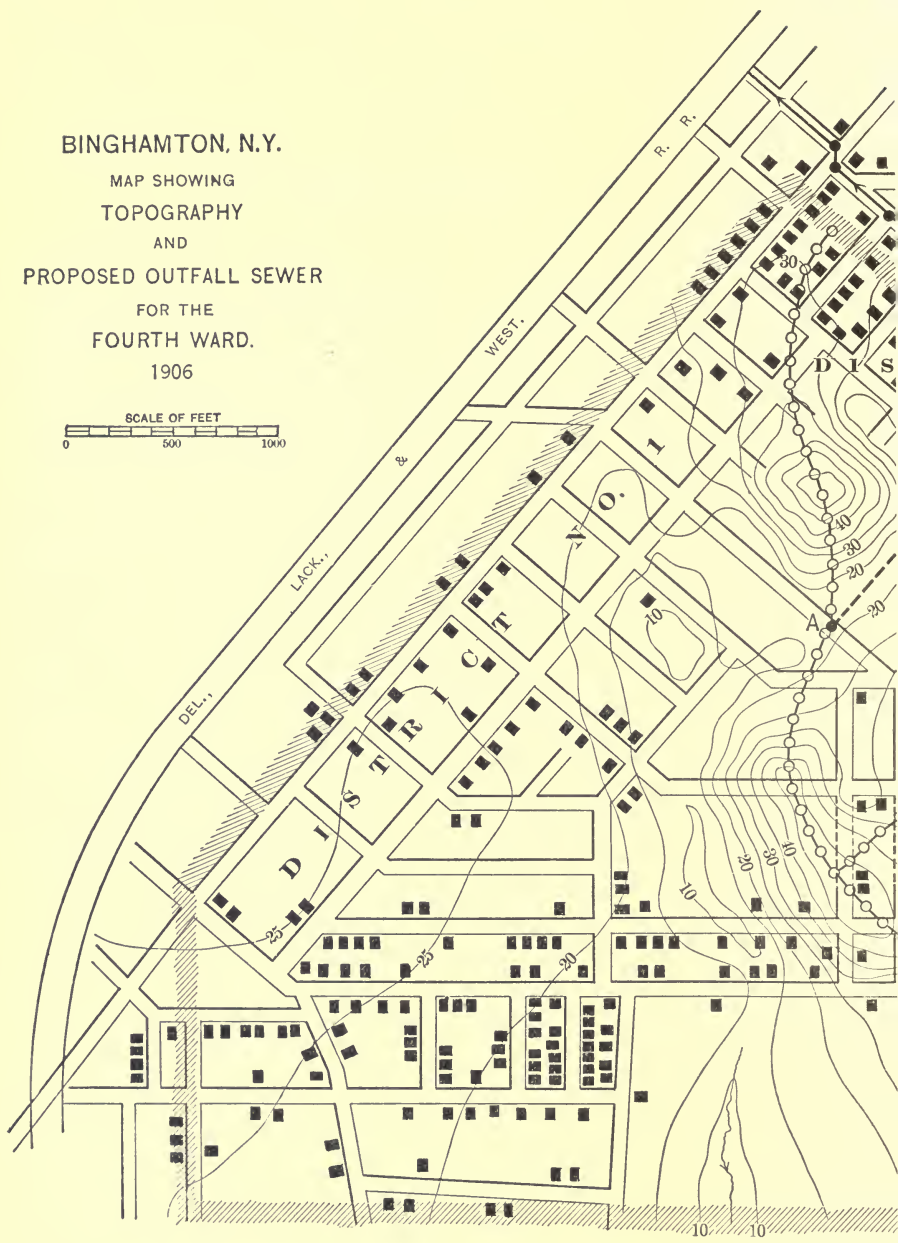 BINGHAMTON, N.Y.
MAP SHOWING
TOPOGRAPHY
AND
PROPOSED OUTFALL SEWER
FOR THE
FOURTH WARD.
1906
SCALE OF FEET
0 500 1000
DEL., LACK., & WEST. R. R.
DISTRICT NO. 1
DIS
30
40
30
20
20
10
A
10
20
30
40
25
25
20
10 10